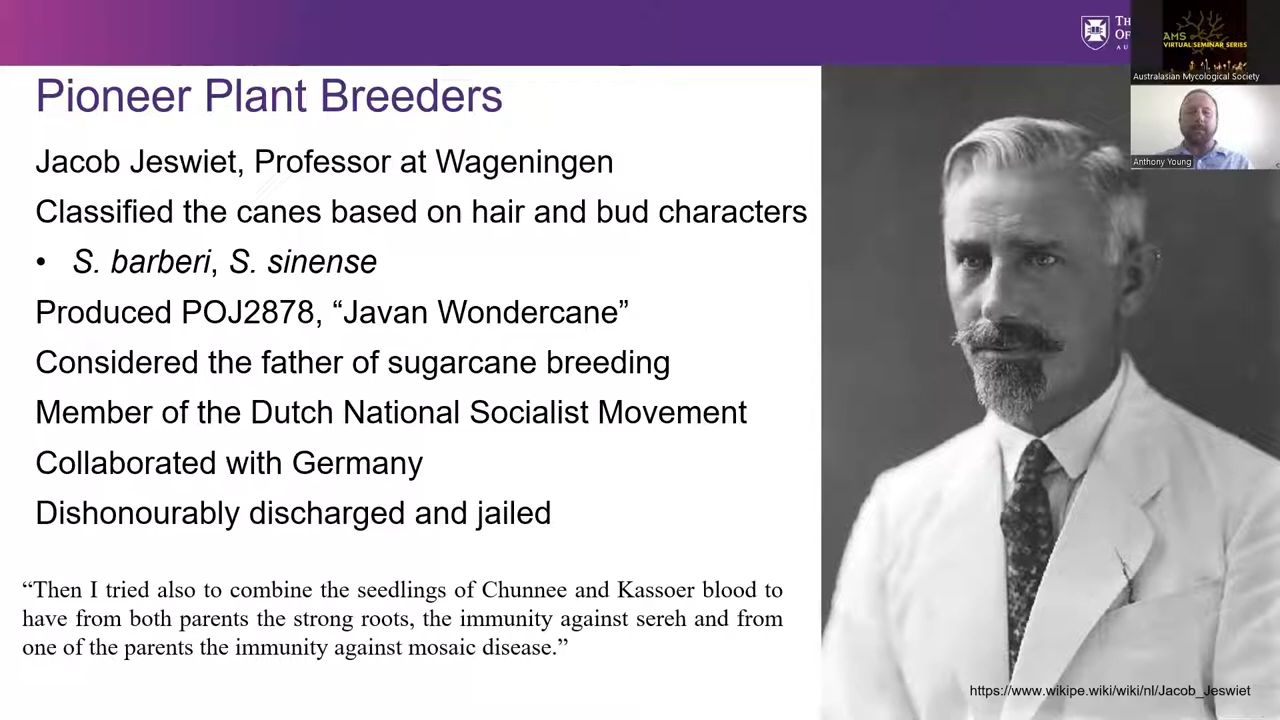 Pioneer Plant Breeders
Jacob Jeswiet, Professor at Wageningen
Classified the canes based on hair and bud characters
• S. barberi, S. sinense
Produced POJ2878, “Javan Wondercane”
Considered the father of sugarcane breeding
Member of the Dutch National Socialist Movement
Collaborated with Germany
Dishonourably discharged and jailed
“Then I tried also to combine the seedlings of Chunnee and Kassoer blood to
have from both parents the strong roots, the immunity against sereh and from
one of the parents the immunity against mosaic disease.”
https://www.wikipe.wiki/wiki/nl/Jacob_Jeswiet
AMS
VIRTUAL SEMINAR SERIES
Australasian Mycological Society
Anthony Young